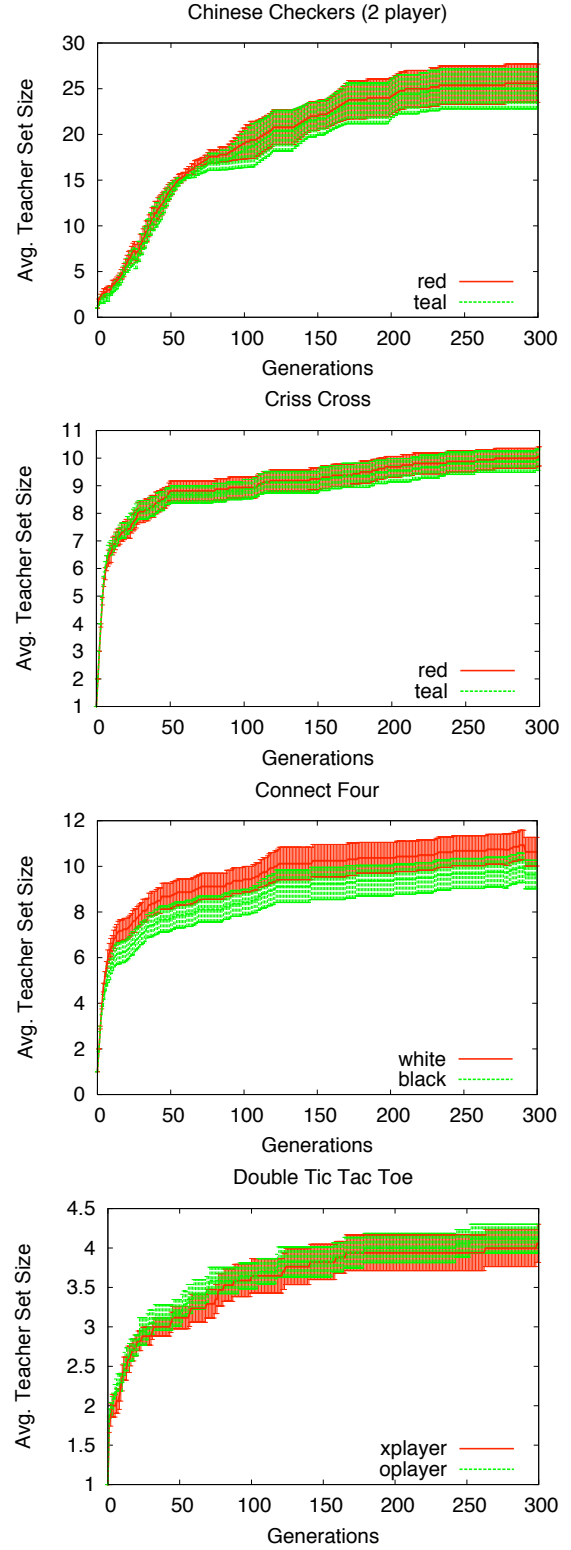 Chinese Checkers (2 player)
30
25
20
15
10
5
0
Avg. Teacher Set Size
red
teal
0 50 100 150 200 250 300
Generations
Criss Cross
11
10
9
8
7
6
5
4
3
2
1
Avg. Teacher Set Size
red
teal
0 50 100 150 200 250 300
Generations
Connect Four
12
10
8
6
4
2
0
Avg. Teacher Set Size
white
black
0 50 100 150 200 250 300
Generations
Double Tic Tac Toe
4.5
4
3.5
3
2.5
2
1.5
1
Avg. Teacher Set Size
xplayer
oplayer
0 50 100 150 200 250 300
Generations